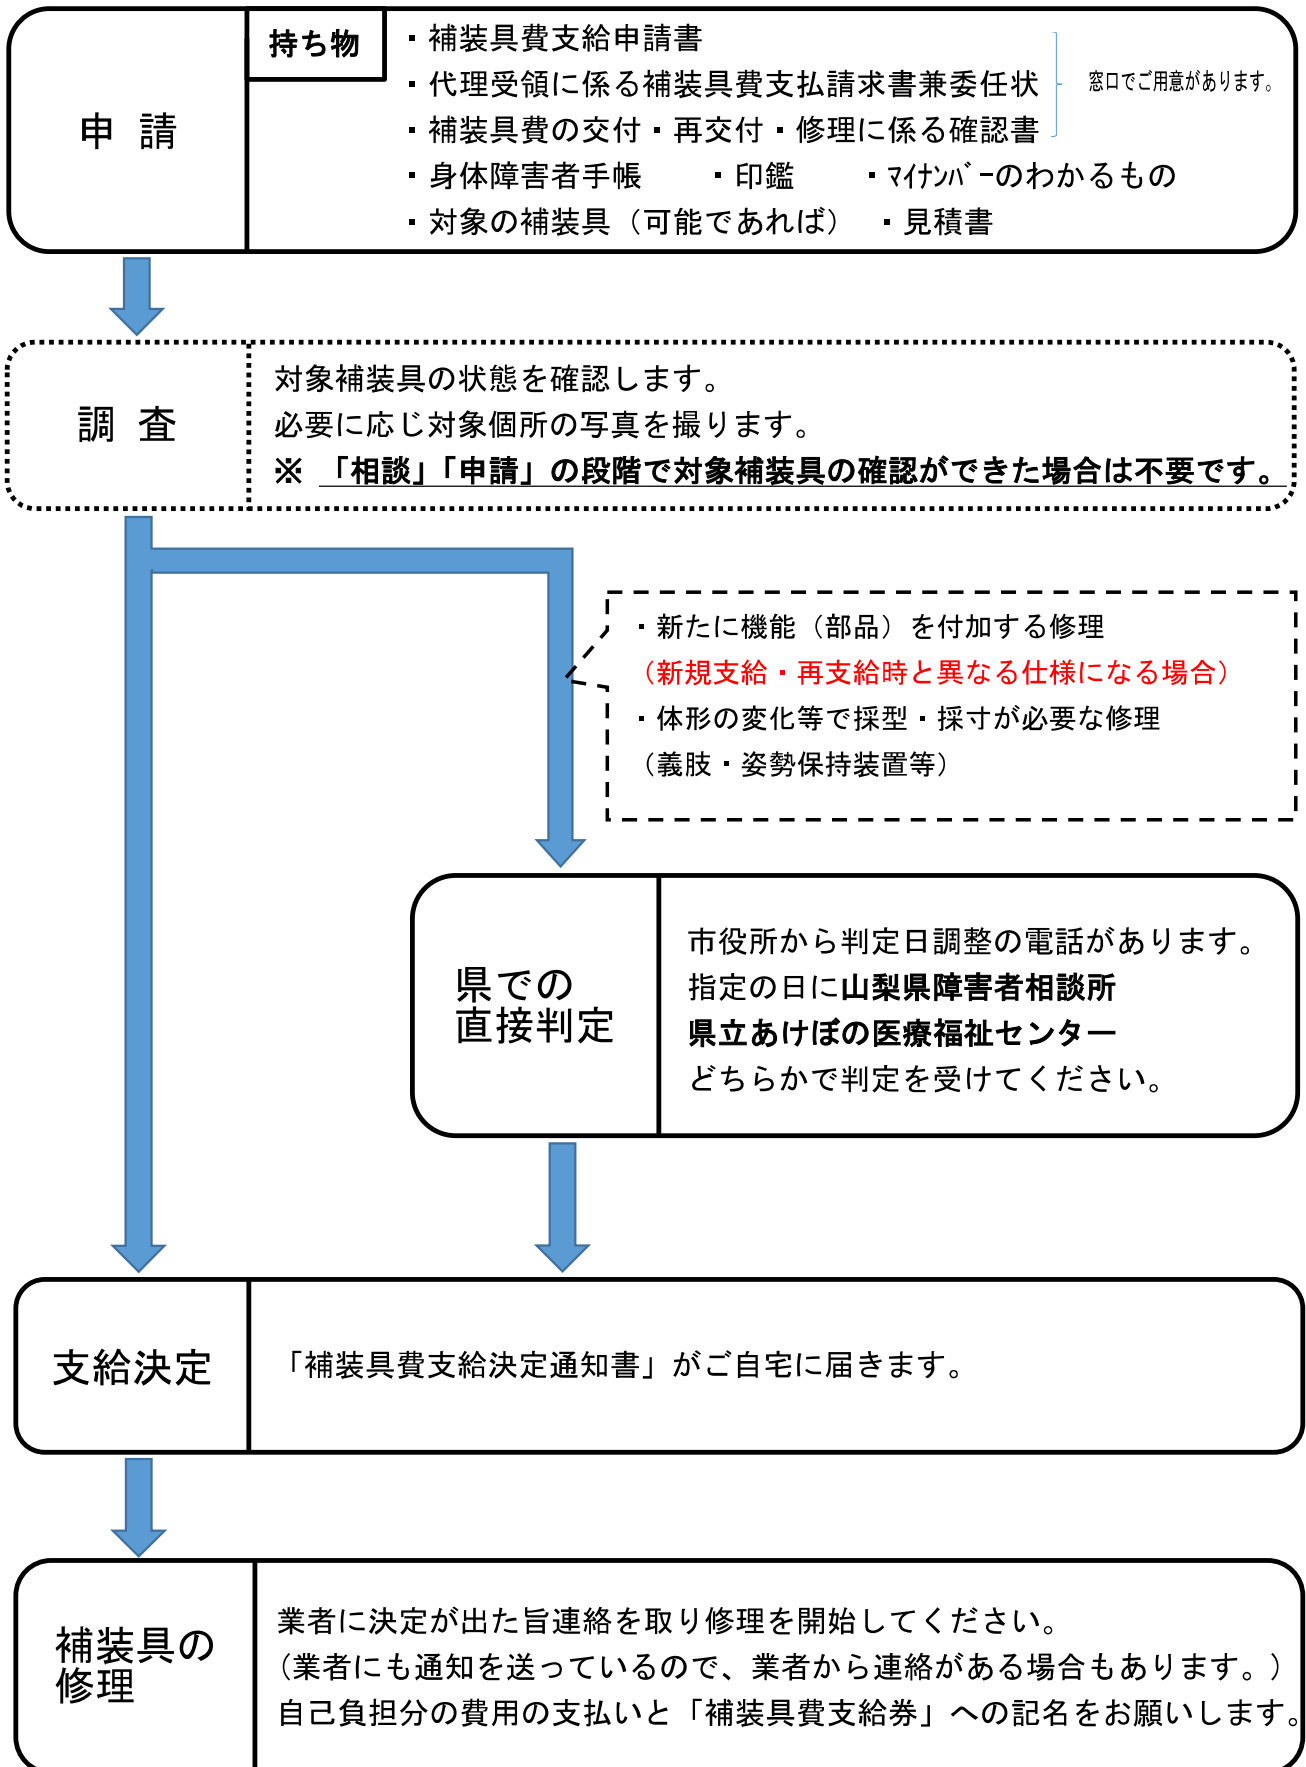 申 請
持ち物
・補装具費支給申請書
・代理受領に係る補装具費支払請求書兼委任状
・補装具費の交付・再交付・修理に係る確認書
窓口でご用意があります。
・身体障害者手帳 ・印鑑 ・ﾏｲﾅﾝﾊﾞｰのわかるもの
・対象の補装具（可能であれば） ・見積書
調 査
対象補装具の状態を確認します。
必要に応じ対象個所の写真を撮ります。
※ 「相談」「申請」の段階で対象補装具の確認ができた場合は不要です。
・新たに機能（部品）を付加する修理
（新規支給・再支給時と異なる仕様になる場合）
・体形の変化等で採型・採寸が必要な修理
（義肢・姿勢保持装置等）
県での
直接判定
市役所から判定日調整の電話があります。
指定の日に山梨県障害者相談所
県立あけぼの医療福祉センター
どちらかで判定を受けてください。
支給決定
「補装具費支給決定通知書」がご自宅に届きます。
補装具の
修理
業者に決定が出た旨連絡を取り修理を開始してください。
（業者にも通知を送っているので、業者から連絡がある場合もあります。）
自己負担分の費用の支払いと「補装具費支給券」への記名をお願いします。